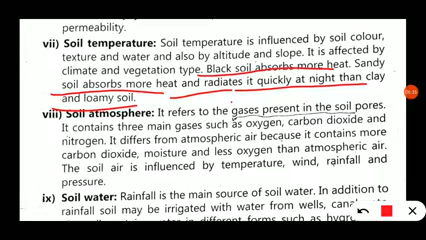 permeability.
vii) Soil temperature: Soil temperature is influenced by soil colour,
texture and water and also by altitude and slope. It is affected by
climate and vegetation type. Black soil absorbs more heat. Sandy
soil absorbs more heat and radiates it quickly at night than clay
and loamy soil.
viii) Soil atmosphere: It refers to the gases present in the soil pores.
It contains three main gases such as oxygen, carbon dioxide and
nitrogen. It differs from atmospheric air because it contains more
carbon dioxide, moisture and less oxygen than atmospheric air.
The soil air is influenced by temperature, wind, rainfall and
pressure.
ix) Soil water: Rainfall is the main source of soil water. In addition to
rainfall soil may be irrigated with water from wells,
in different forms such as